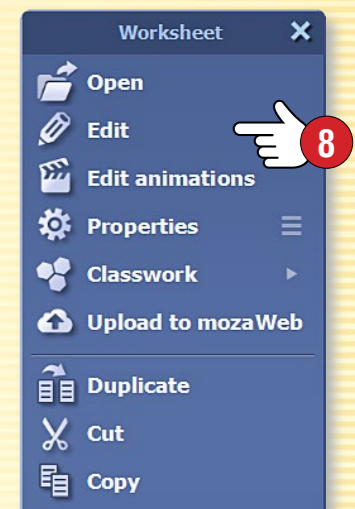 Worksheet
Open
Edit
8
Edit animations
Properties
Classwork
Upload to mozaWeb
Duplicate
Cut
Copy